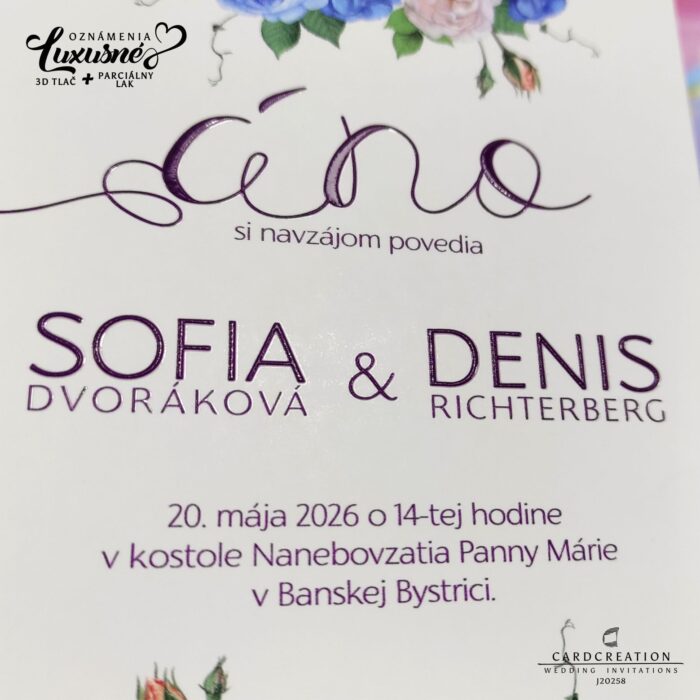 OZNÁMENIA
Luxusné
3D TLAČ + PARCIÁLNY
LAK
áno
si navzájom povedia
SOFIA & DENIS
DVORÁKOVÁ RICHTERBERG
20. mája 2026 o 14-tej hodine
v kostole Nanebovzatia Panny Márie
v Banskej Bystrici.
CARDCREATION
WEDDING INVITATIONS
J20258